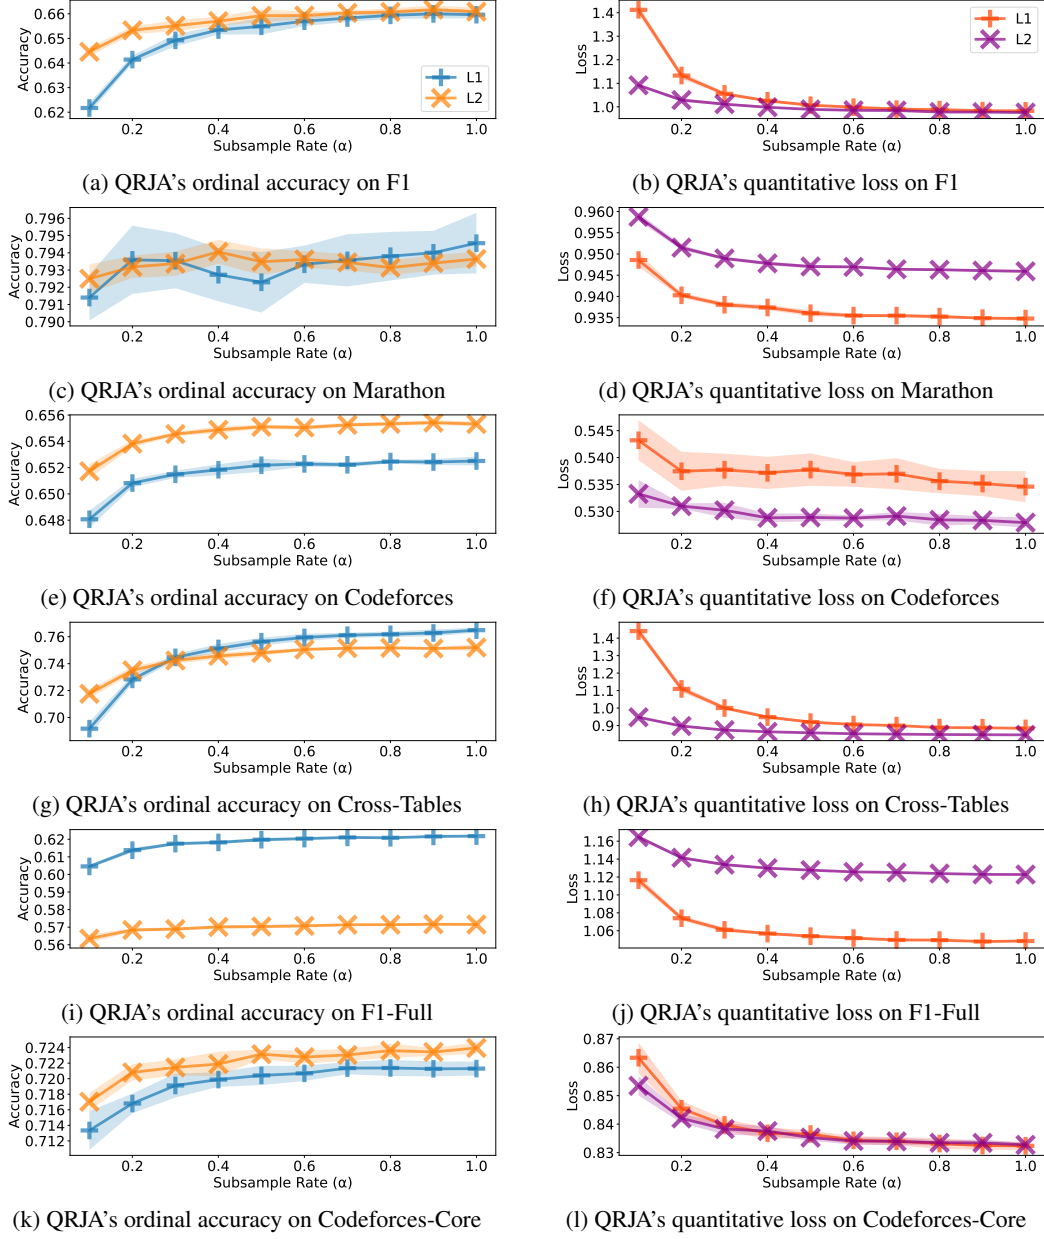 0.66
0.65
0.64
0.63
0.62
Accuracy
L1
L2
0.2 0.4 0.6 0.8 1.0
Subsample Rate (α)
(a) QRJA's ordinal accuracy on F1
1.4
1.3
1.2
1.1
1.0
Loss
L1
L2
0.2 0.4 0.6 0.8 1.0
Subsample Rate (α)
(b) QRJA's quantitative loss on F1
0.796
0.795
0.794
0.793
0.792
0.791
0.790
Accuracy
0.2 0.4 0.6 0.8 1.0
Subsample Rate (α)
(c) QRJA's ordinal accuracy on Marathon
0.960
0.955
0.950
0.945
0.940
0.935
Loss
0.2 0.4 0.6 0.8 1.0
Subsample Rate (α)
(d) QRJA's quantitative loss on Marathon
0.656
0.654
0.652
0.650
0.648
Accuracy
0.2 0.4 0.6 0.8 1.0
Subsample Rate (α)
(e) QRJA's ordinal accuracy on Codeforces
0.545
0.540
0.535
0.530
Loss
0.2 0.4 0.6 0.8 1.0
Subsample Rate (α)
(f) QRJA's quantitative loss on Codeforces
0.76
0.74
0.72
0.70
Accuracy
0.2 0.4 0.6 0.8 1.0
Subsample Rate (α)
(g) QRJA's ordinal accuracy on Cross-Tables
1.4
1.3
1.2
1.1
1.0
0.9
Loss
0.2 0.4 0.6 0.8 1.0
Subsample Rate (α)
(h) QRJA's quantitative loss on Cross-Tables
0.62
0.61
0.60
0.59
0.58
0.57
0.56
Accuracy
0.2 0.4 0.6 0.8 1.0
Subsample Rate (α)
(i) QRJA's ordinal accuracy on F1-Full
1.16
1.14
1.12
1.10
1.08
1.06
Loss
0.2 0.4 0.6 0.8 1.0
Subsample Rate (α)
(j) QRJA's quantitative loss on F1-Full
0.724
0.722
0.720
0.718
0.716
0.714
0.712
Accuracy
0.2 0.4 0.6 0.8 1.0
Subsample Rate (α)
(k) QRJA's ordinal accuracy on Codeforces-Core
0.87
0.86
0.85
0.84
0.83
Loss
0.2 0.4 0.6 0.8 1.0
Subsample Rate (α)
(l) QRJA's quantitative loss on Codeforces-Core